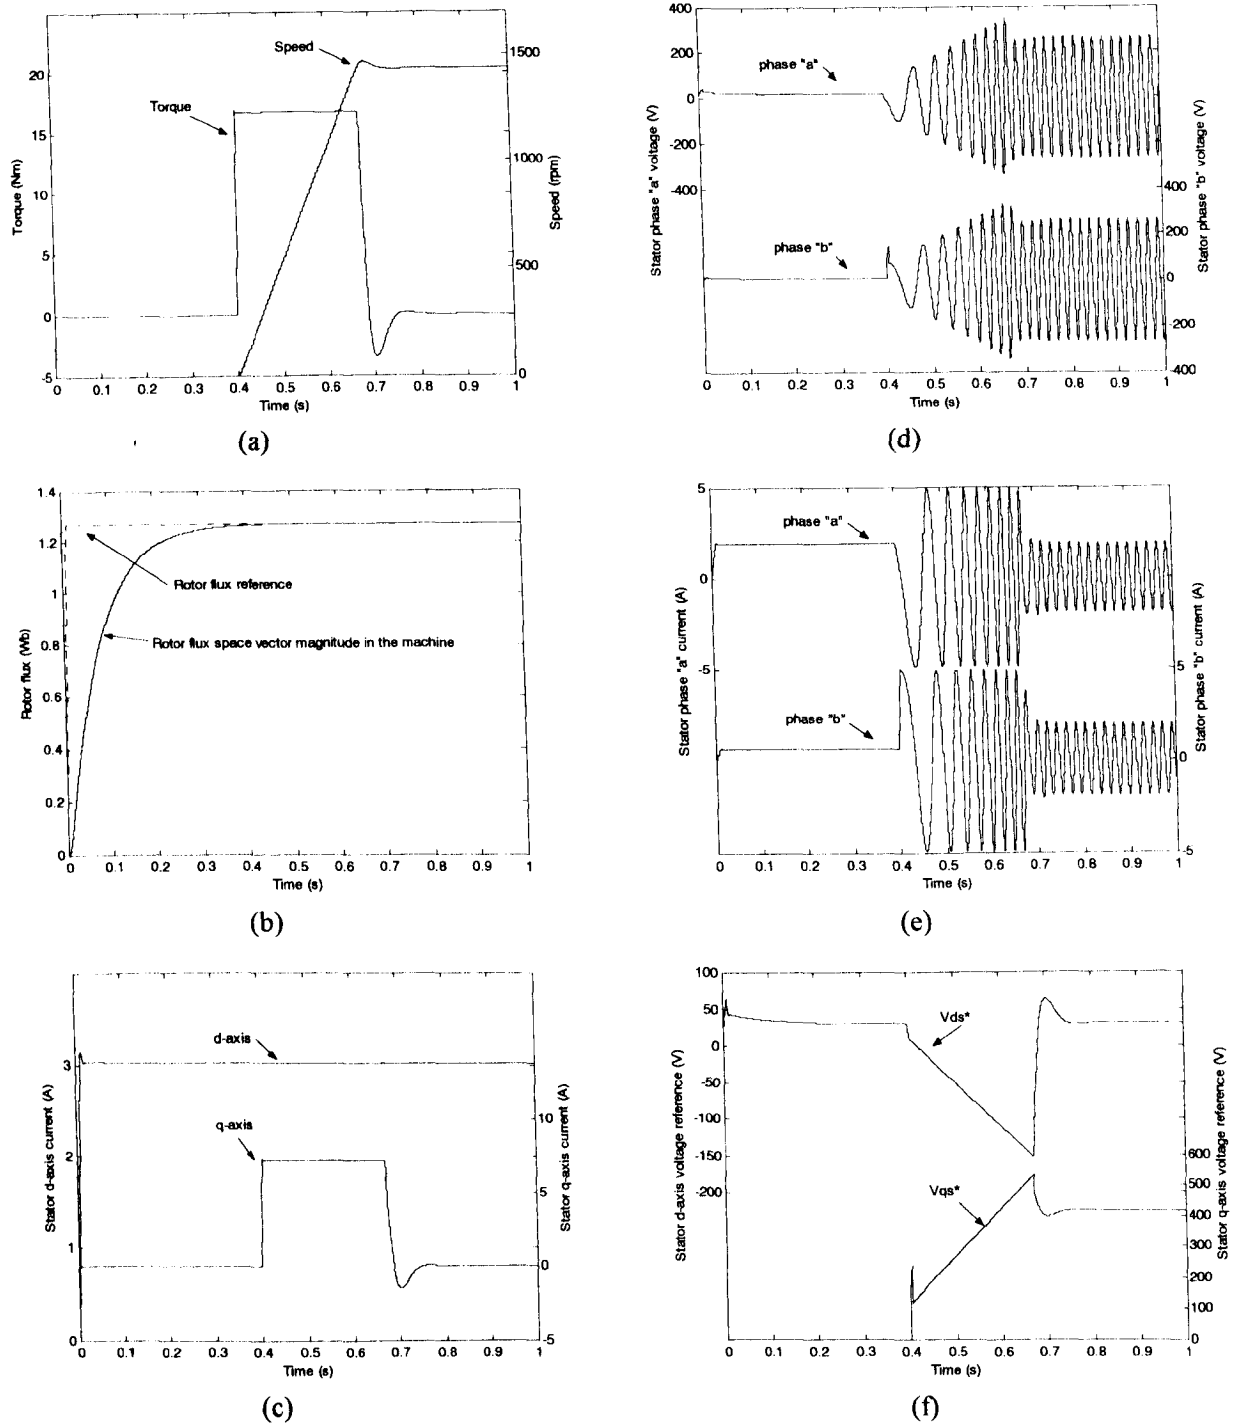 Speed
Torque
Torque (Nm)
20
15
10
5
0
-5
1500
1000
500
0
Speed (rpm)
0 0.1 0.2 0.3 0.4 0.5 0.6 0.7 0.8 0.9 1
Time (s)
(a)
phase "a"
phase "b"
Stator phase "a" voltage (V)
400
200
0
-200
-400
400
200
0
-200
-400
Stator phase "b" voltage (V)
0 0.1 0.2 0.3 0.4 0.5 0.6 0.7 0.8 0.9 1
Time (s)
(d)
Rotor flux (Wb)
1.4
1.2
1
0.8
0.6
0.4
0.2
0
Rotor flux reference
Rotor flux space vector magnitude in the machine
0 0.1 0.2 0.3 0.4 0.5 0.6 0.7 0.8 0.9 1
Time (s)
(b)
phase "a"
phase "b"
Stator phase "a" current (A)
5
0
-5
5
0
-5
Stator phase "b" current (A)
0 0.1 0.2 0.3 0.4 0.5 0.6 0.7 0.8 0.9 1
Time (s)
(e)
d-axis
q-axis
Stator d-axis current (A)
3
2
1
0
10
5
0
-5
Stator q-axis current (A)
0 0.1 0.2 0.3 0.4 0.5 0.6 0.7 0.8 0.9 1
Time (s)
(c)
Vds*
Vqs*
Stator d-axis voltage reference (V)
100
50
0
-50
-100
-150
-200
600
500
400
300
200
100
0
Stator q-axis voltage reference (V)
0 0.1 0.2 0.3 0.4 0.5 0.6 0.7 0.8 0.9 1
Time (s)
(f)